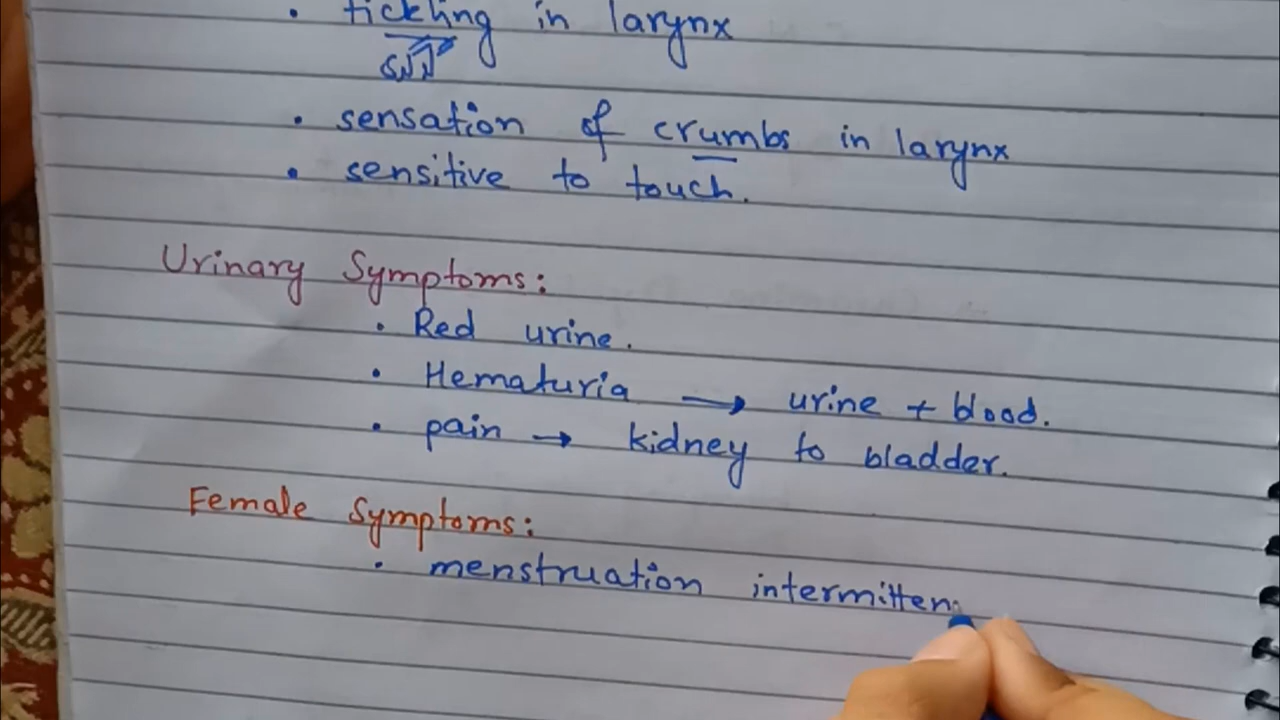 • tickling in larynx
• sensation of crumbs in larynx
• sensitive to touch.
Urinary Symptoms:
• Red urine.
• Hematuria → urine + blood.
• pain → kidney to bladder.
Female Symptoms:
• menstruation intermitten